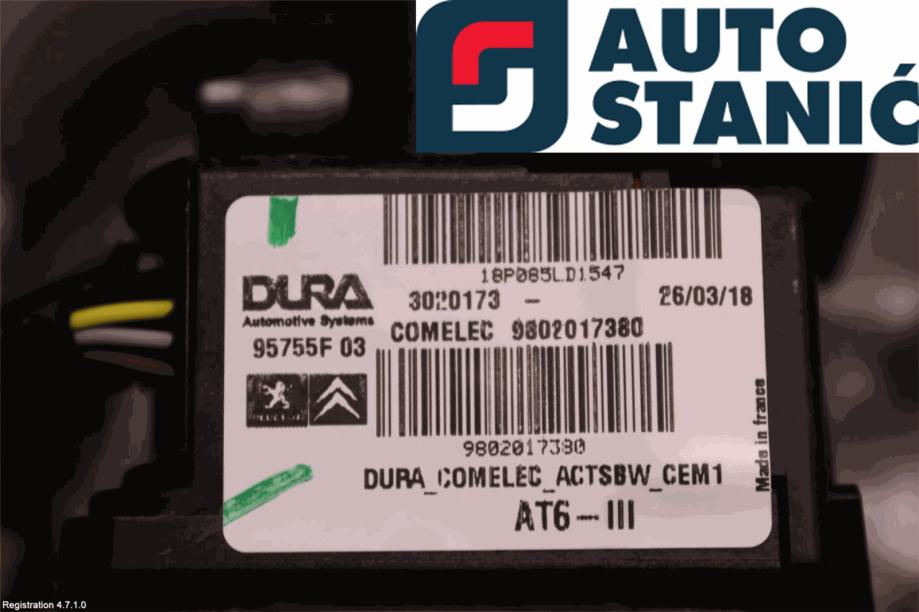 AUTO
STANIĆ
18P085LD1547
DURA
Automotive Systems
3020173 -
26/03/18
COMELEC 9802017380
95755F 03
9802017380
Made in france
DURA_COMELEC_ACTSBW_CEM1
AT6-III
Registration 4.7.1.0